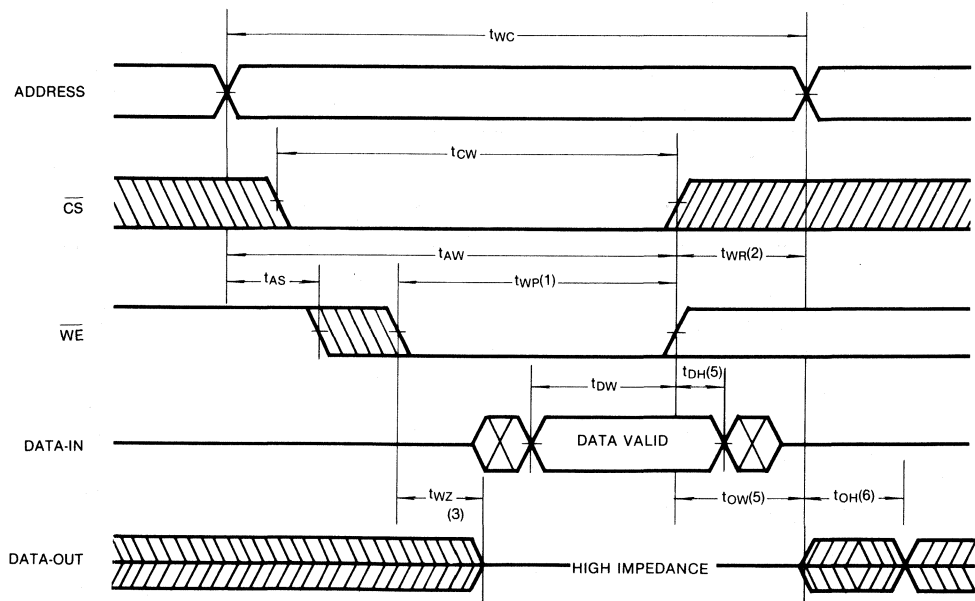 tWC
ADDRESS
tCW
CS
tAW
tWR(2)
tAS
tWP(1)
WE
tDW
tDH(5)
DATA-IN
DATA VALID
tWZ
(3)
tOW(5)
tOH(6)
DATA-OUT
HIGH IMPEDANCE